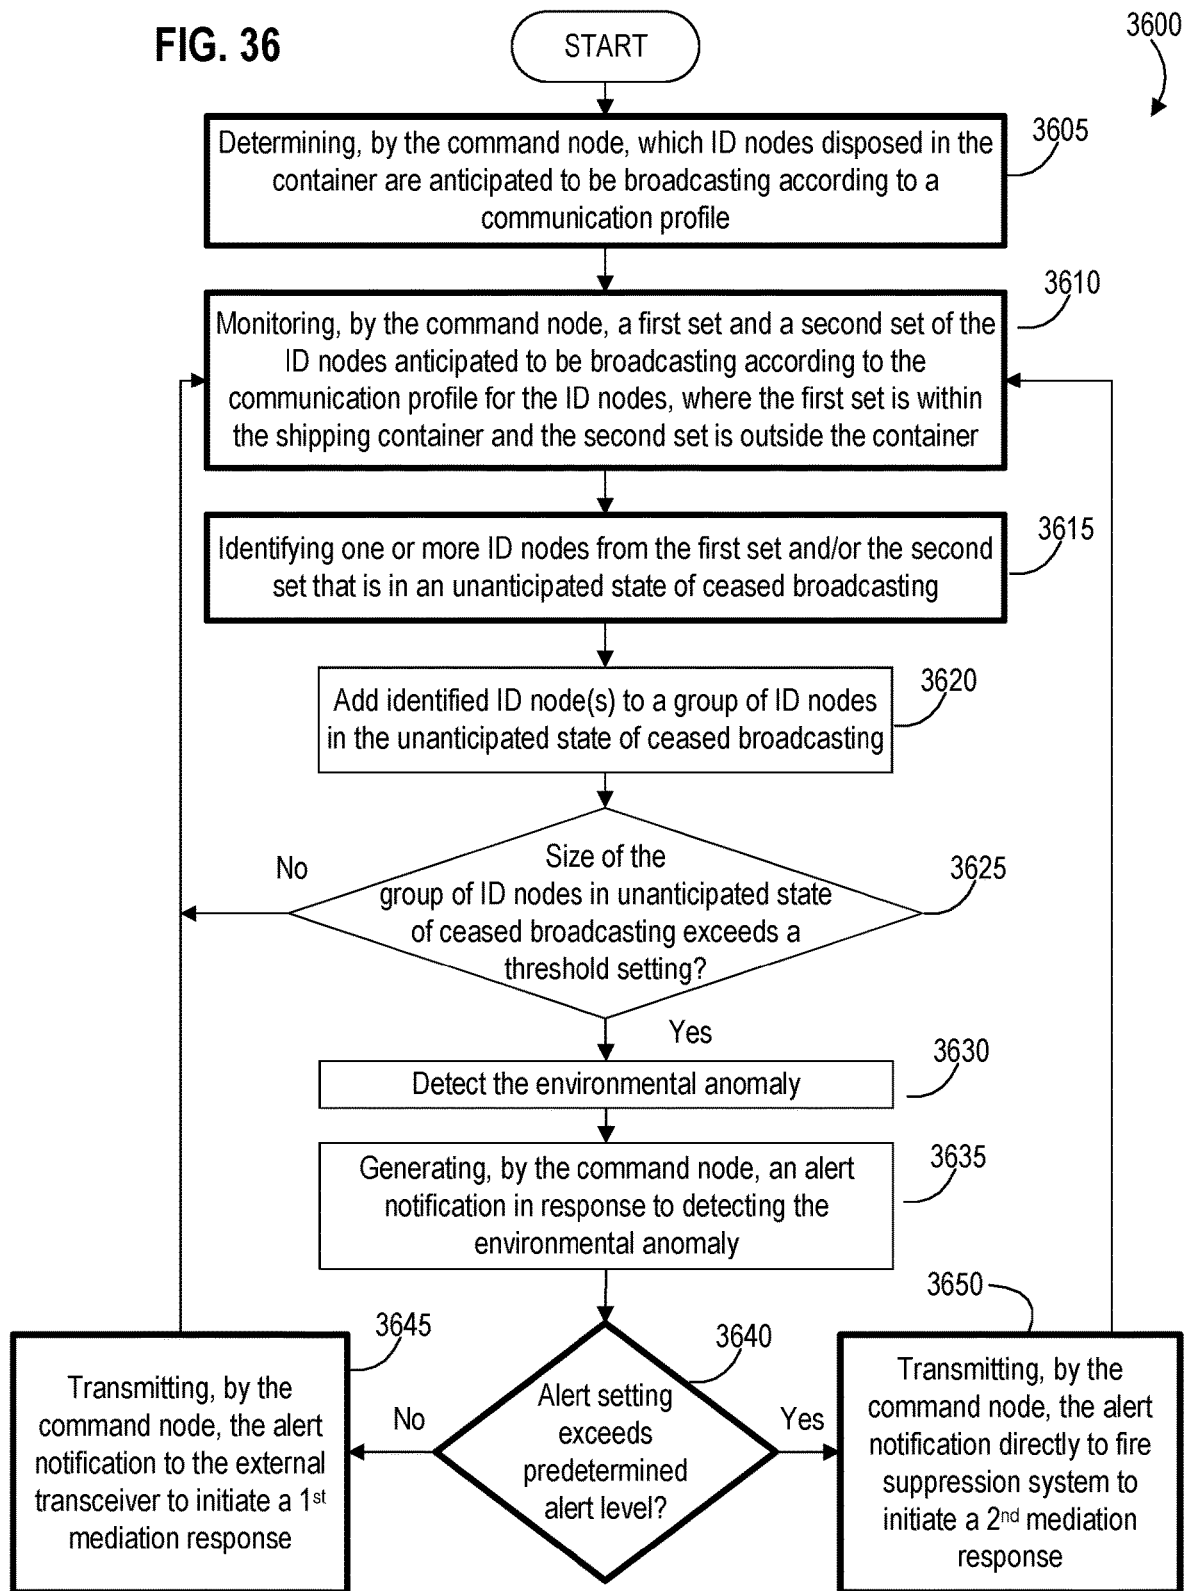 FIG. 36
START
3600
Determining, by the command node, which ID nodes disposed in the
container are anticipated to be broadcasting according to a
communication profile
3605
Monitoring, by the command node, a first set and a second set of the
ID nodes anticipated to be broadcasting according to the
communication profile for the ID nodes, where the first set is within
the shipping container and the second set is outside the container
3610
Identifying one or more ID nodes from the first set and/or the second
set that is in an unanticipated state of ceased broadcasting
3615
Add identified ID node(s) to a group of ID nodes
in the unanticipated state of ceased broadcasting
3620
Size of the
group of ID nodes in unanticipated state
of ceased broadcasting exceeds a
threshold setting?
3625
No
Yes
Detect the environmental anomaly
3630
Generating, by the command node, an alert
notification in response to detecting the
environmental anomaly
3635
Alert setting
exceeds
predetermined
alert level?
3640
No
Yes
Transmitting, by the
command node, the alert
notification to the external
transceiver to initiate a 1st
mediation response
3645
Transmitting, by the
command node, the alert
notification directly to fire
suppression system to
initiate a 2nd mediation
response
3650